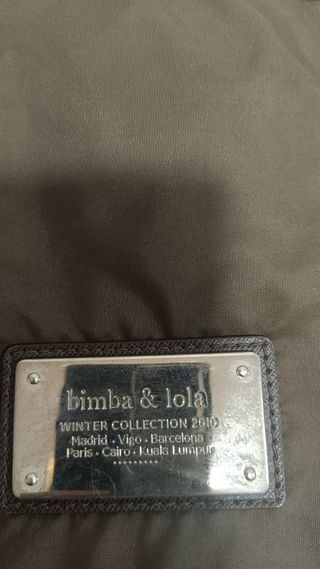 bimba & lola
WINTER COLLECTION 2010
Madrid · Vigo · Barcelona ·
Paris · Cairo · Kuala Lumpur